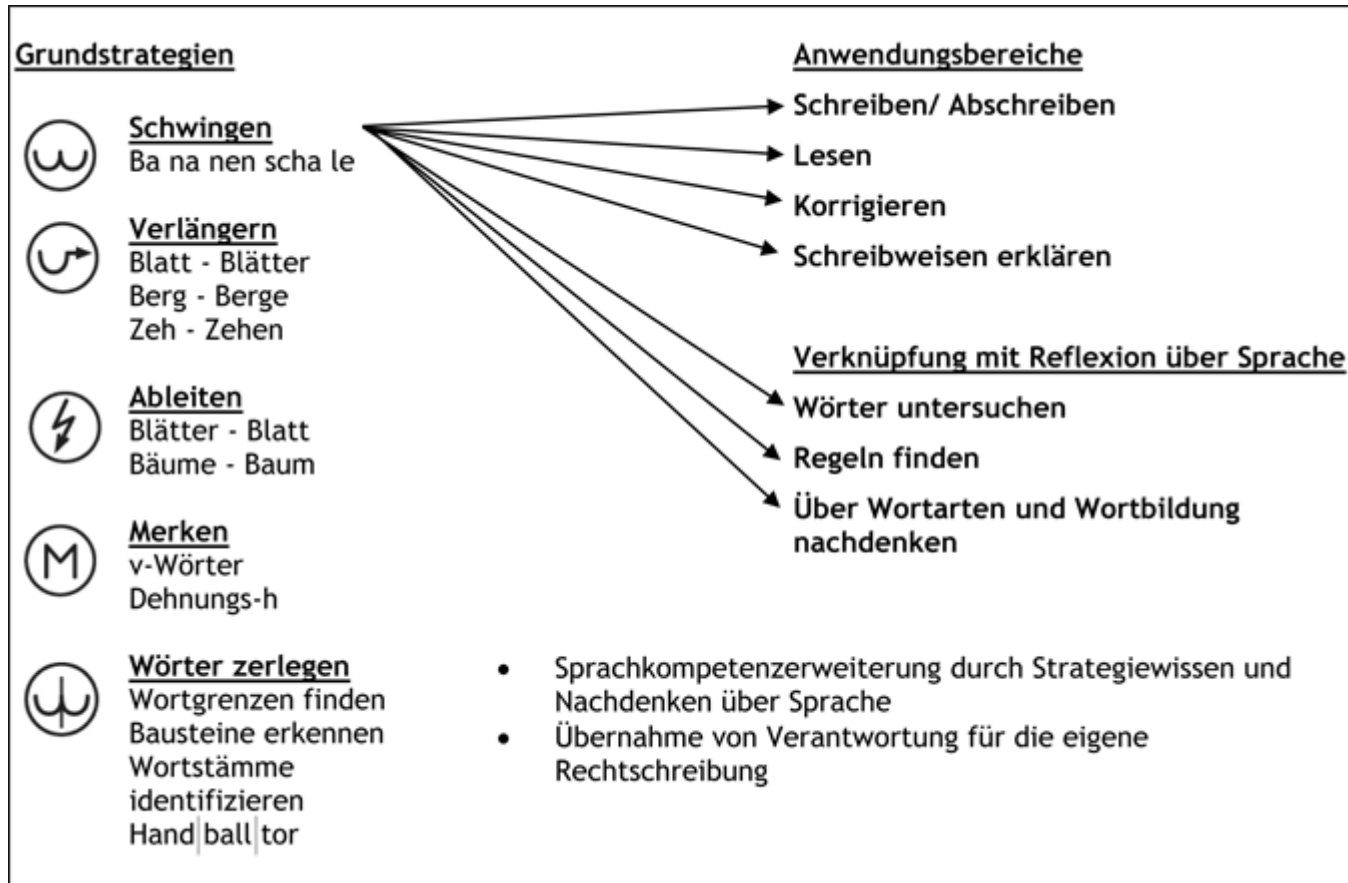 Grundstrategien
Schwingen
Ba na nen scha le
Verlängern
Blatt - Blätter
Berg - Berge
Zeh - Zehen
Ableiten
Blätter - Blatt
Bäume - Baum
M
Merken
v-Wörter
Dehnungs-h
Wörter zerlegen
Wortgrenzen finden
Bausteine erkennen
Wortstämme
identifizieren
Hand|ball|tor
Anwendungsbereiche
Schreiben/ Abschreiben
Lesen
Korrigieren
Schreibweisen erklären
Verknüpfung mit Reflexion über Sprache
Wörter untersuchen
Regeln finden
Über Wortarten und Wortbildung
nachdenken
• Sprachkompetenzerweiterung durch Strategiewissen und
Nachdenken über Sprache
• Übernahme von Verantwortung für die eigene
Rechtschreibung